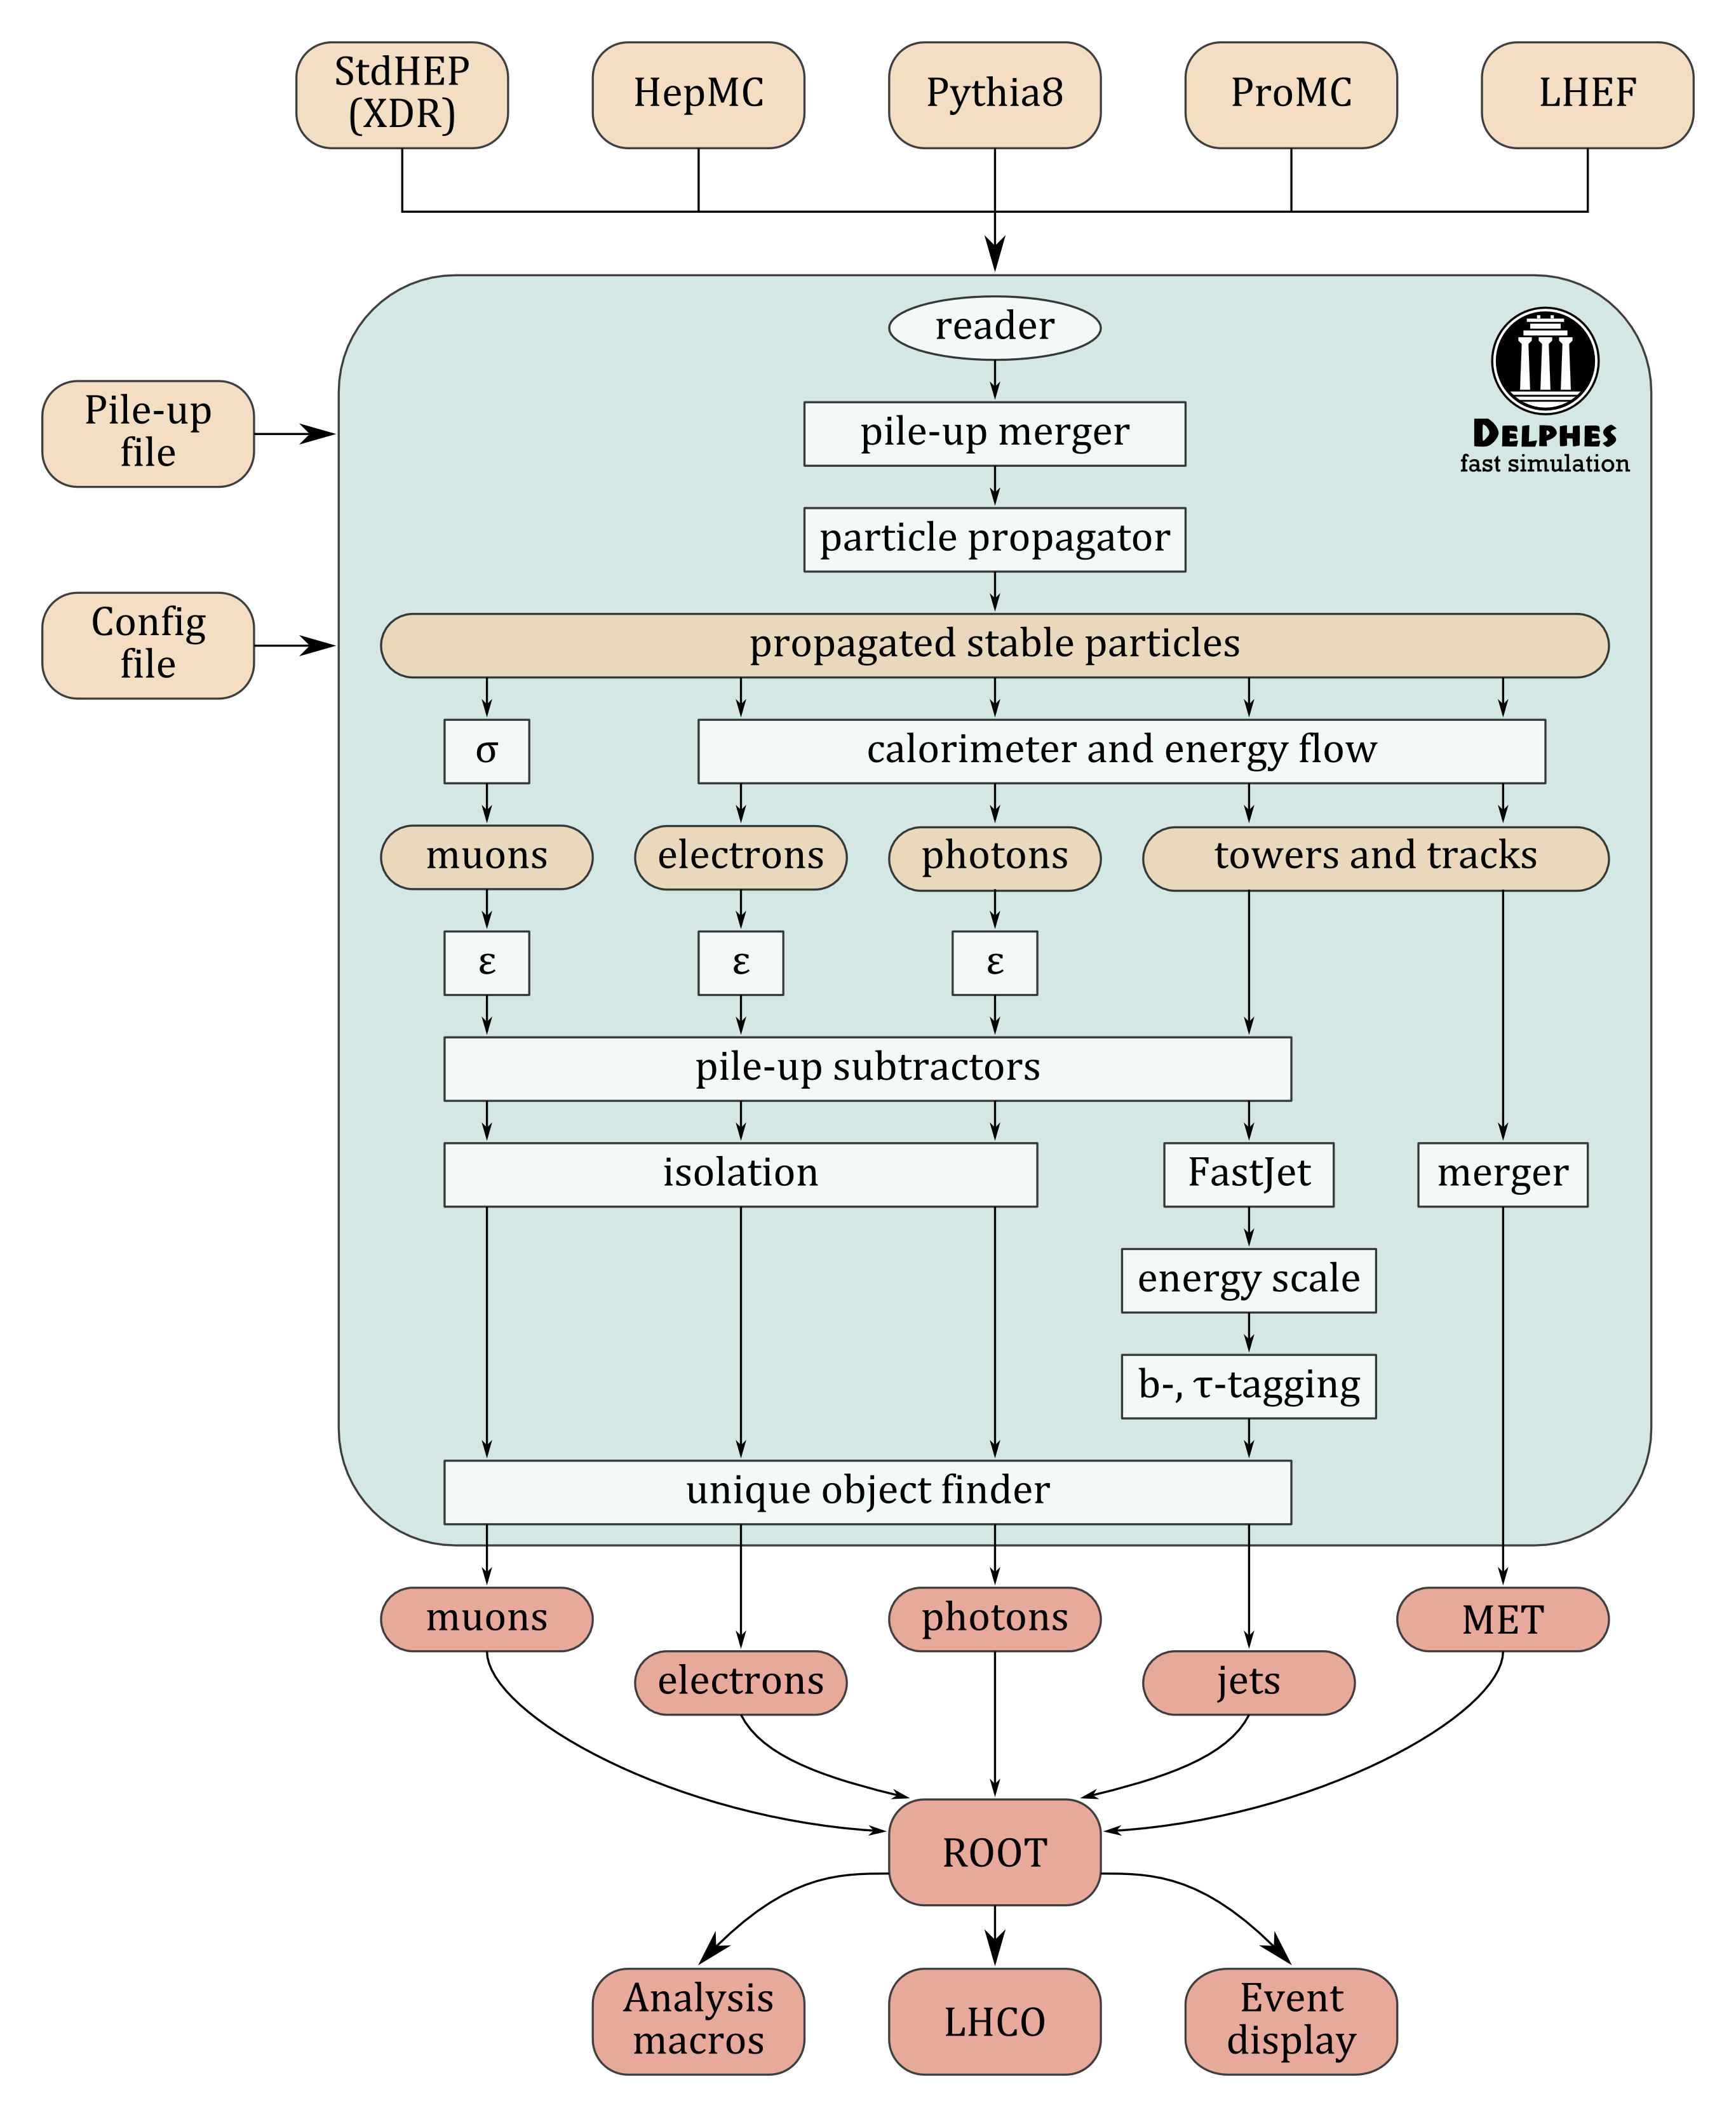 StdHEP
(XDR)
HepMC
Pythia8
ProMC
LHEF
reader
DELPHES
fast simulation
Pile-up
file
pile-up merger
particle propagator
Config
file
propagated stable particles
σ
calorimeter and energy flow
muons
electrons
photons
towers and tracks
ε
ε
ε
pile-up subtractors
isolation
FastJet
merger
energy scale
b-, τ-tagging
unique object finder
muons
photons
MET
electrons
jets
ROOT
Analysis
macros
LHCO
Event
display